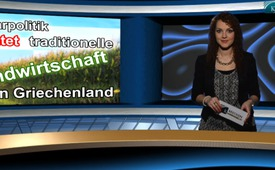 rpolitik
tet traditionelle
ndwirtschaft
n Griechenland